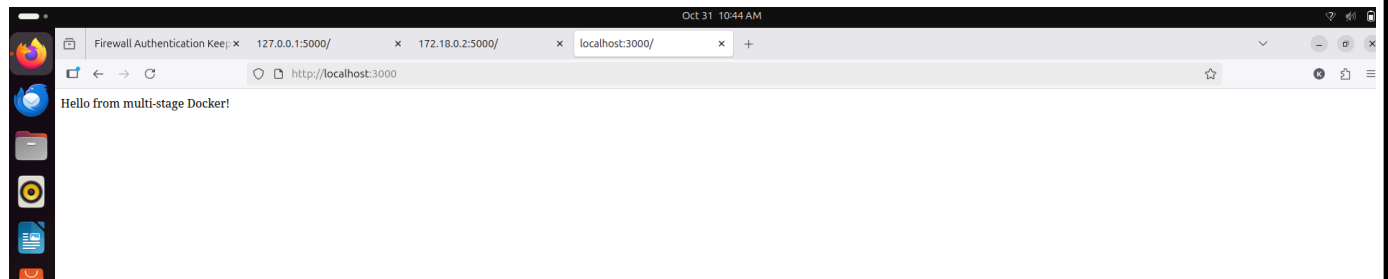 Oct 31 10:44 AM
Firewall Authentication Keep
127.0.0.1:5000/
172.18.0.2:5000/
localhost:3000/
http://localhost:3000
K
Hello from multi-stage Docker!